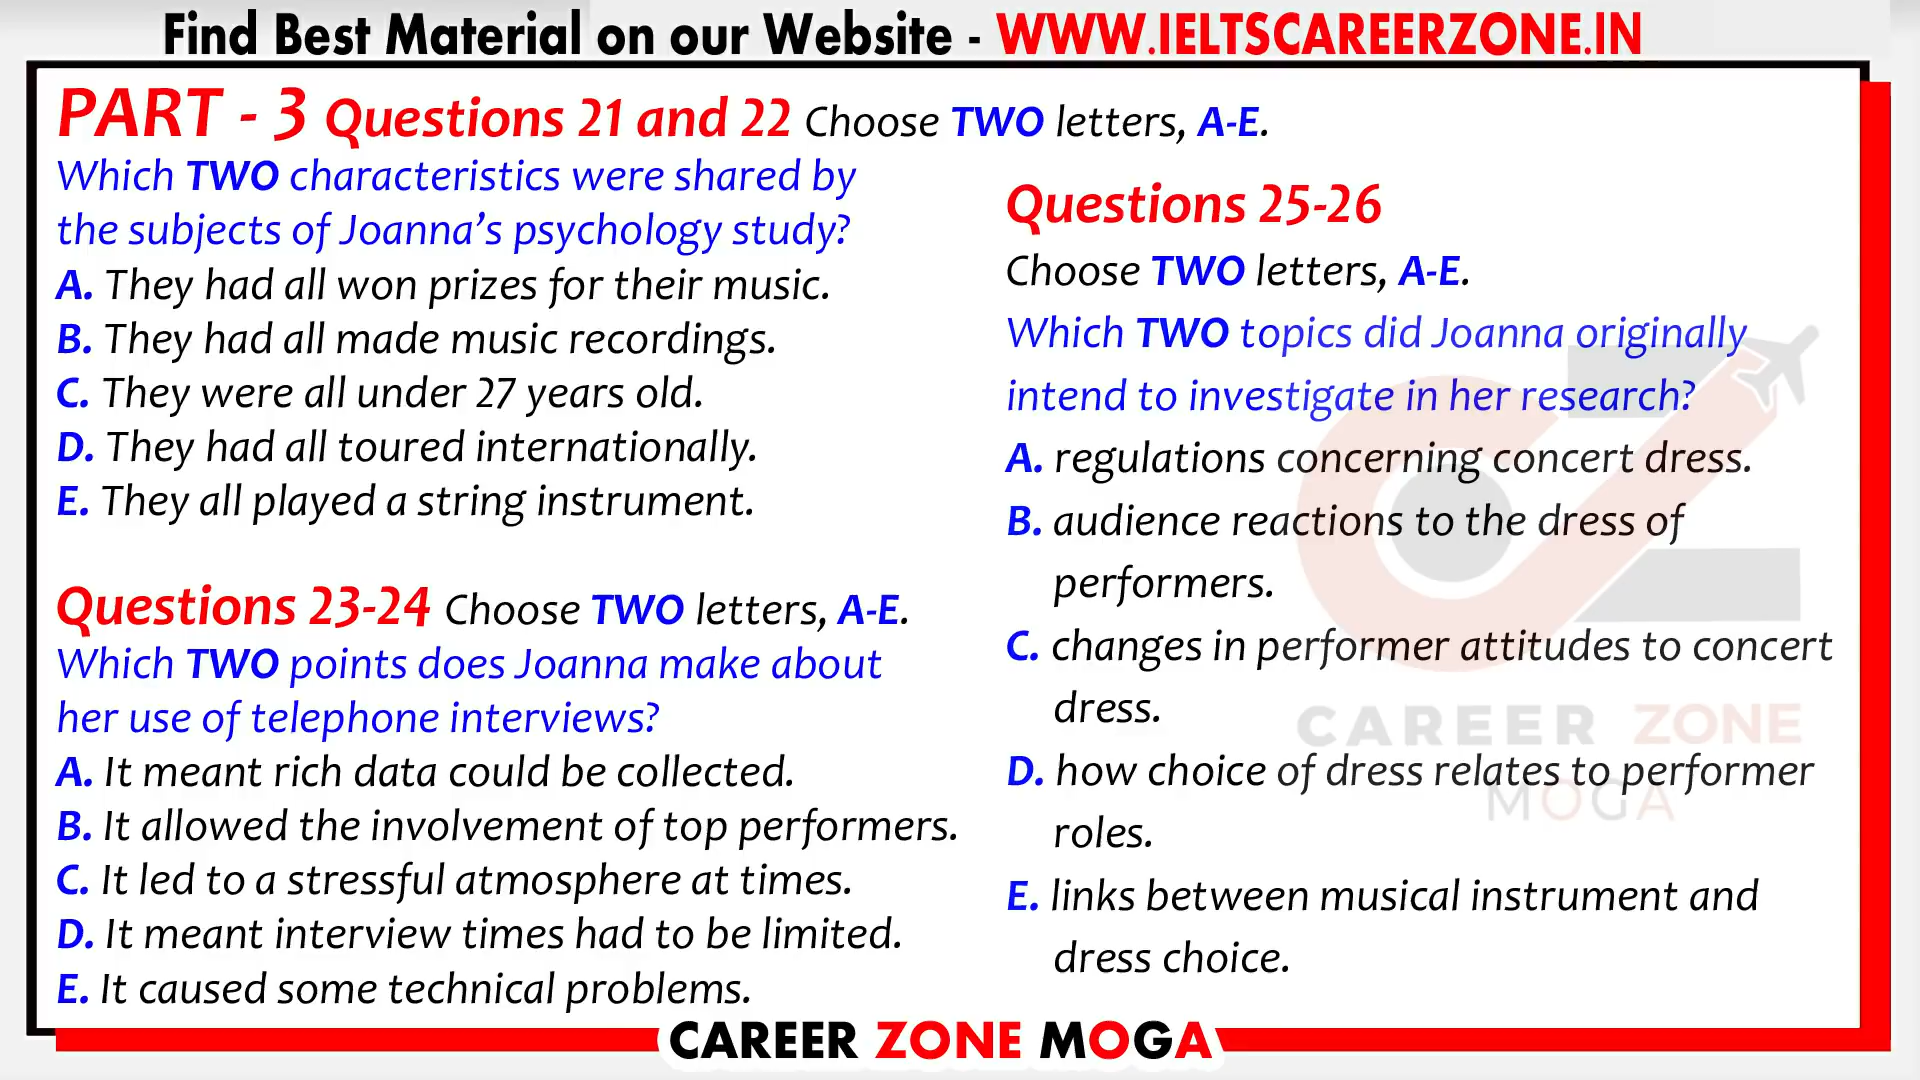 Find Best Material on our Website - WWW.IELTSCAREERZONE.IN
PART - 3 Questions 21 and 22 Choose TWO letters, A-E.
Which TWO characteristics were shared by
the subjects of Joanna’s psychology study?
A. They had all won prizes for their music.
B. They had all made music recordings.
C. They were all under 27 years old.
D. They had all toured internationally.
E. They all played a string instrument.
Questions 23-24 Choose TWO letters, A-E.
Which TWO points does Joanna make about
her use of telephone interviews?
A. It meant rich data could be collected.
B. It allowed the involvement of top performers.
C. It led to a stressful atmosphere at times.
D. It meant interview times had to be limited.
E. It caused some technical problems.
Questions 25-26
Choose TWO letters, A-E.
Which TWO topics did Joanna originally
intend to investigate in her research?
A. regulations concerning concert dress.
B. audience reactions to the dress of
performers.
C. changes in performer attitudes to concert
dress.
D. how choice of dress relates to performer
roles.
E. links between musical instrument and
dress choice.
CAREER ZONE
MOGA
CAREER ZONE MOGA